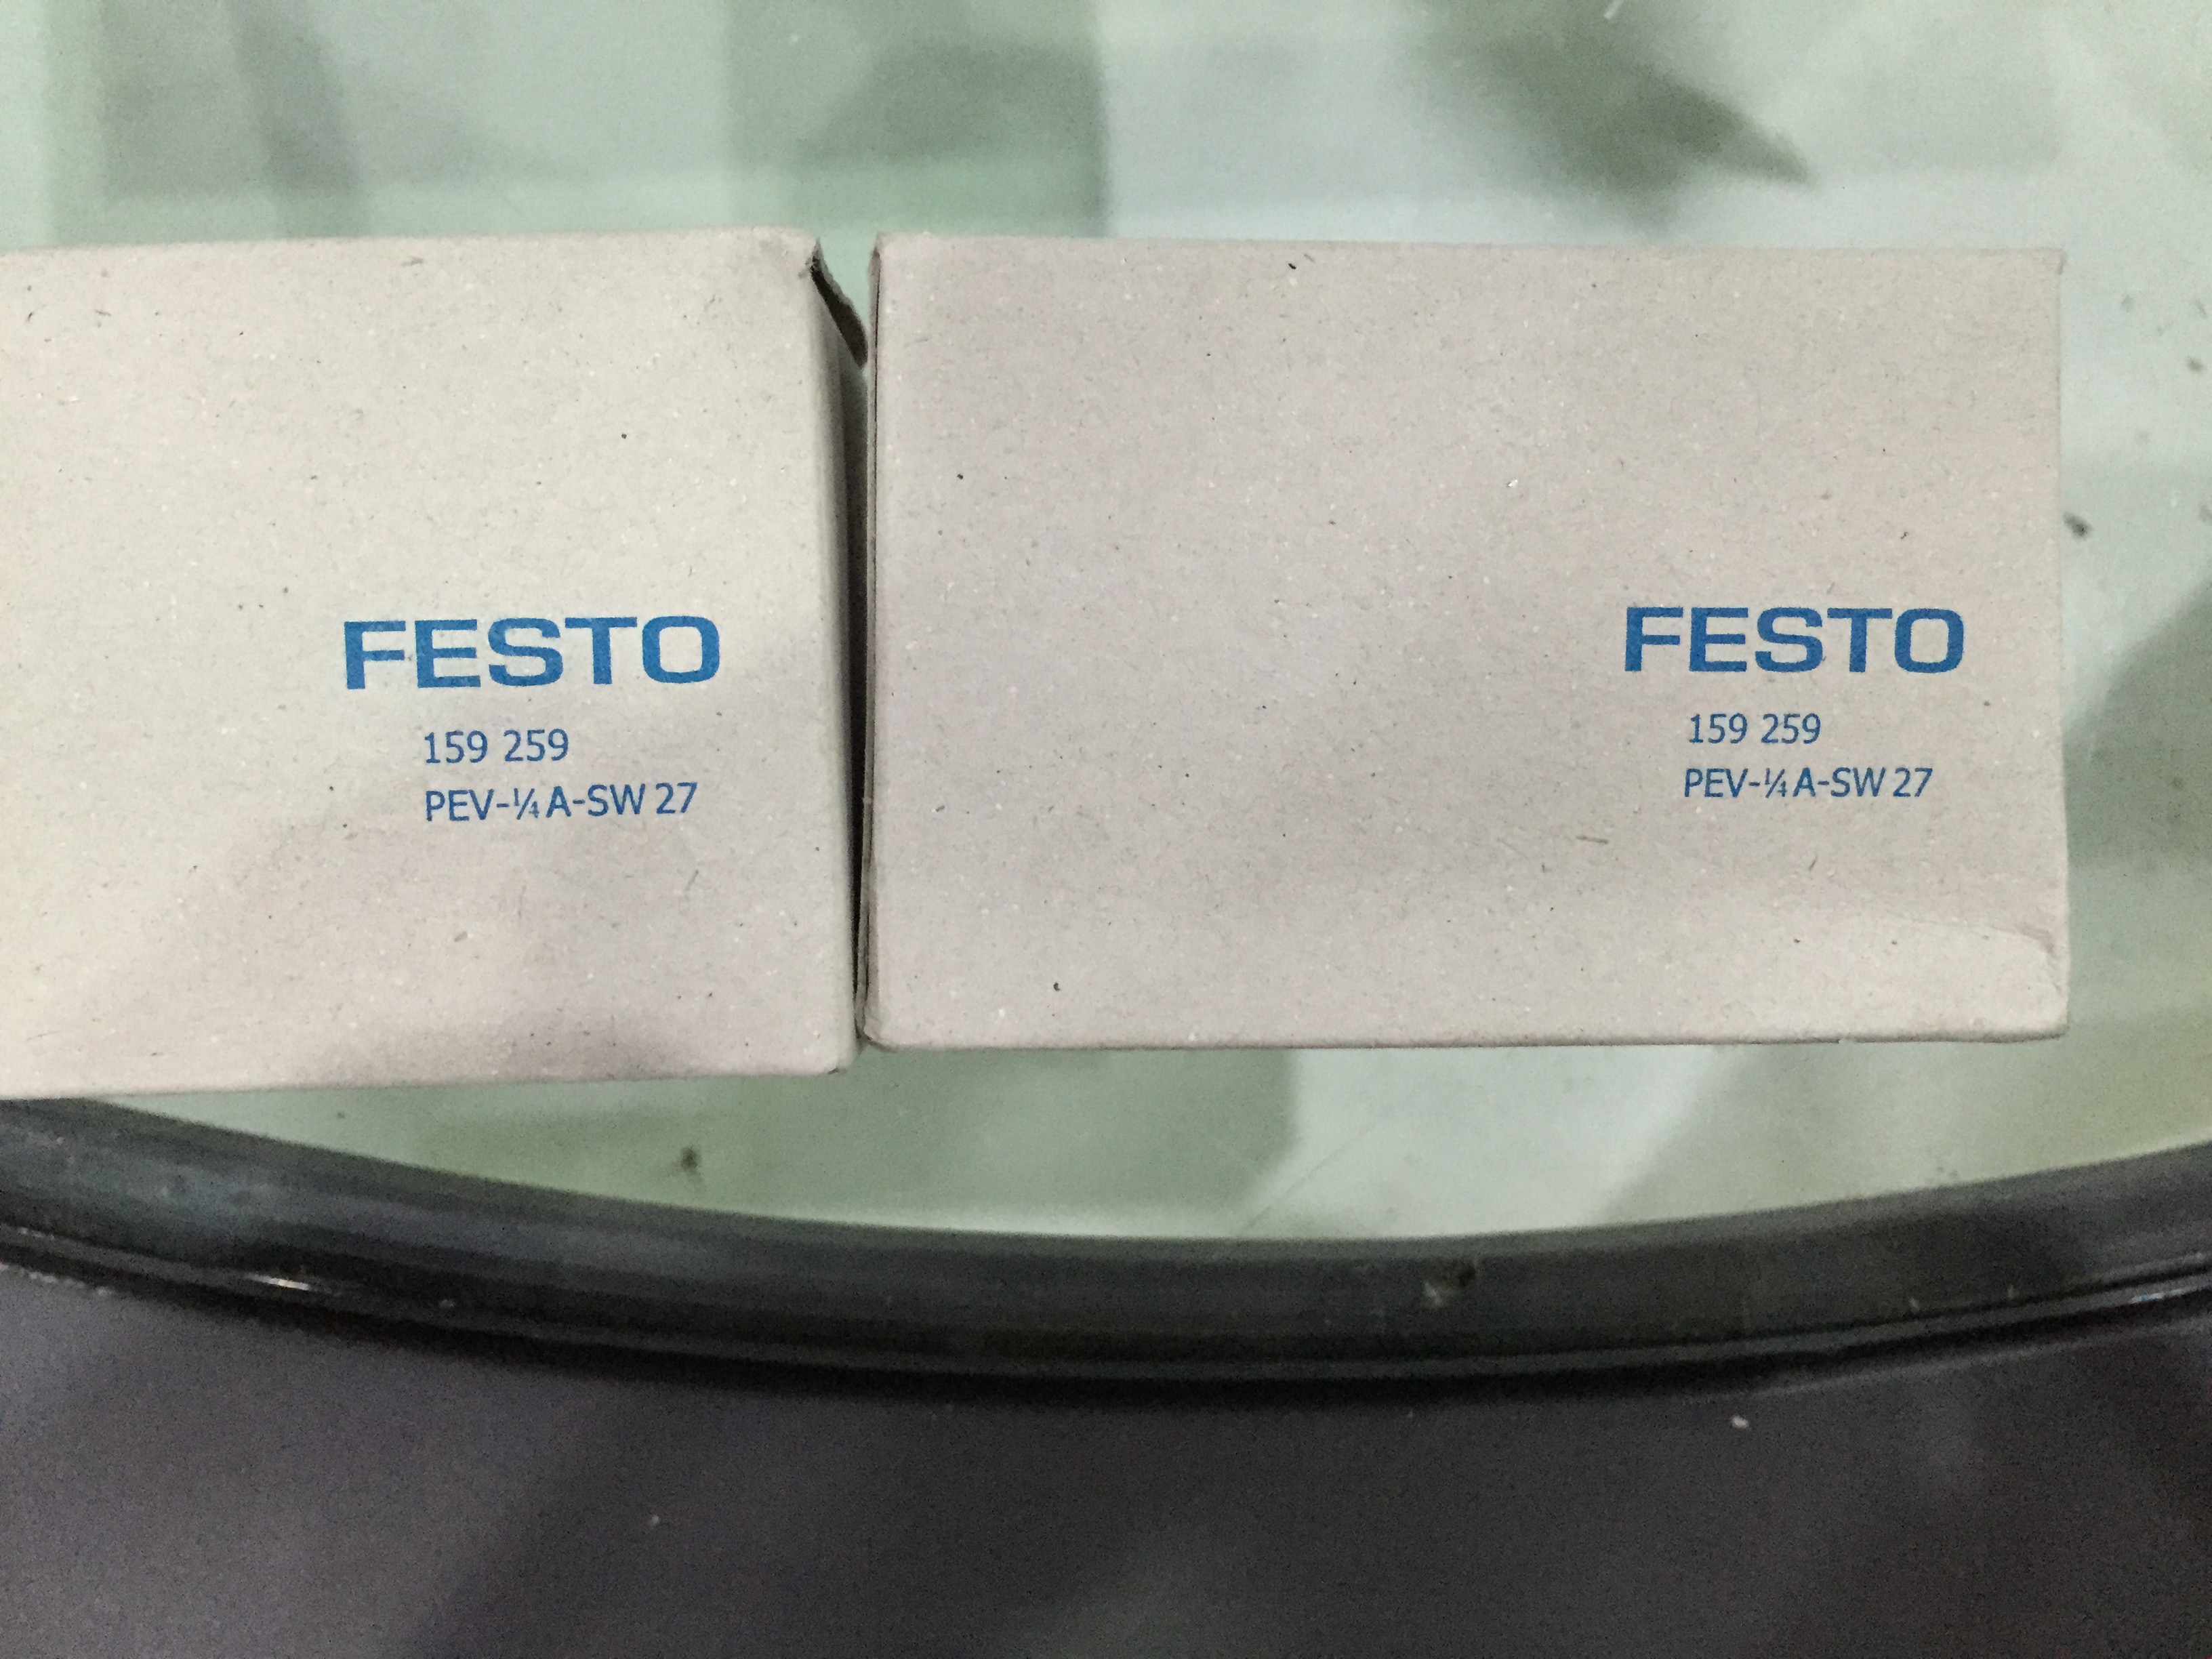 FESTO
159 259
PEV-¼A-SW 27
FESTO
159 259
PEV-¼A-SW 27